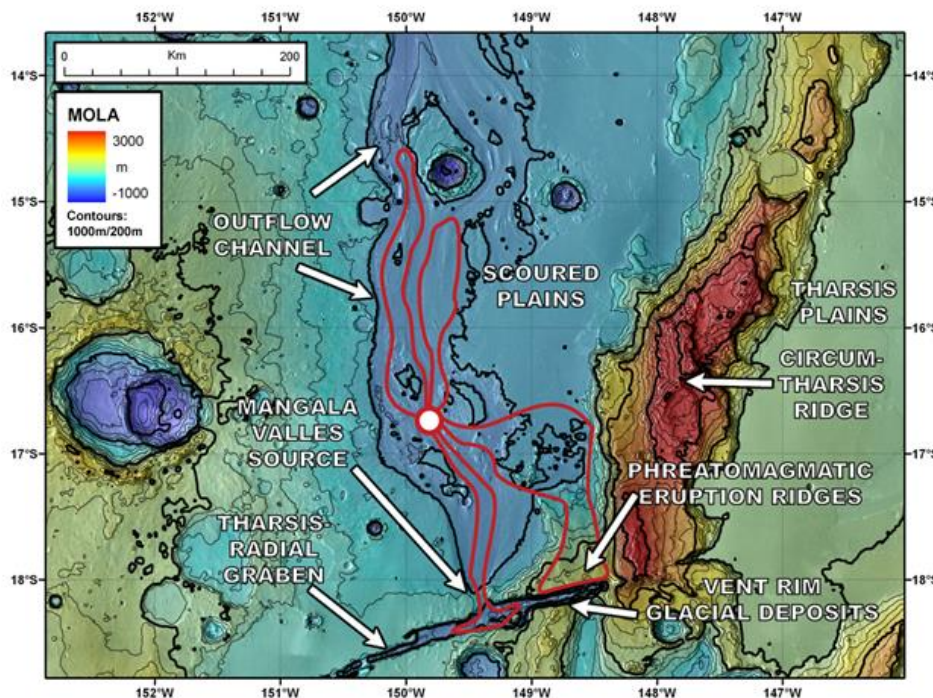 152°W 151°W 150°W 149°W 148°W 147°W
Km
0 200
14°S
MOLA
3000
m
-1000
Contours:
1000m/200m
15°S
OUTFLOW
CHANNEL
SCOURED
PLAINS
THARSIS
PLAINS
16°S 16°S
CIRCUM-
THARSIS
RIDGE
MANGALA
VALLES
SOURCE
17°S 17°S
PHREATOMAGMATIC
ERUPTION RIDGES
THARSIS-
RADIAL
GRABEN
18°S 18°S
VENT RIM
GLACIAL DEPOSITS
14°S
15°S
152°W 151°W 150°W 149°W 148°W 147°W